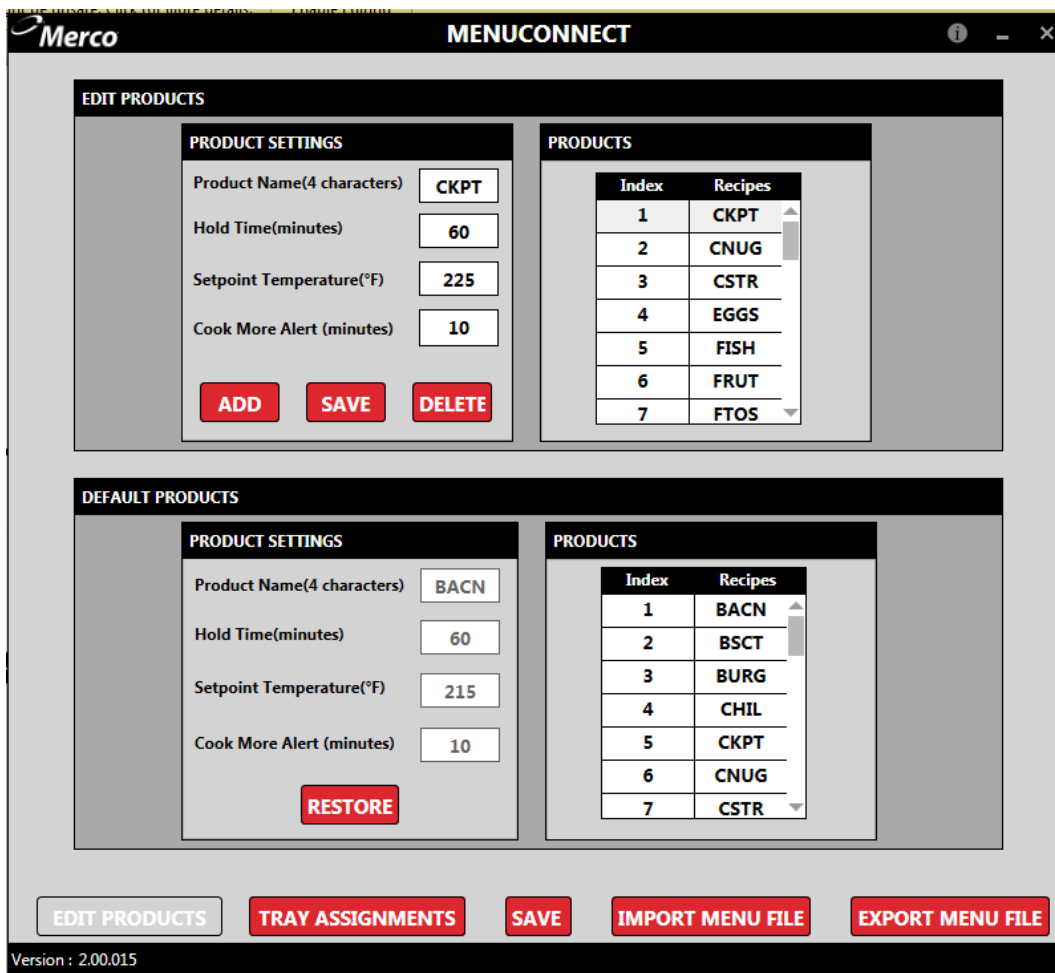 Merco
MENUCONNECT
EDIT PRODUCTS
PRODUCT SETTINGS
Product Name(4 characters) CKPT
Hold Time(minutes) 60
Setpoint Temperature(°F) 225
Cook More Alert (minutes) 10
ADD SAVE DELETE
PRODUCTS
Index Recipes
1 CKPT
2 CNUG
3 CSTR
4 EGGS
5 FISH
6 FRUT
7 FTOS
DEFAULT PRODUCTS
PRODUCT SETTINGS
Product Name(4 characters) BACN
Hold Time(minutes) 60
Setpoint Temperature(°F) 215
Cook More Alert (minutes) 10
RESTORE
PRODUCTS
Index Recipes
1 BACN
2 BSCT
3 BURG
4 CHIL
5 CKPT
6 CNUG
7 CSTR
EDIT PRODUCTS TRAY ASSIGNMENTS SAVE IMPORT MENU FILE EXPORT MENU FILE
Version : 2.00.015